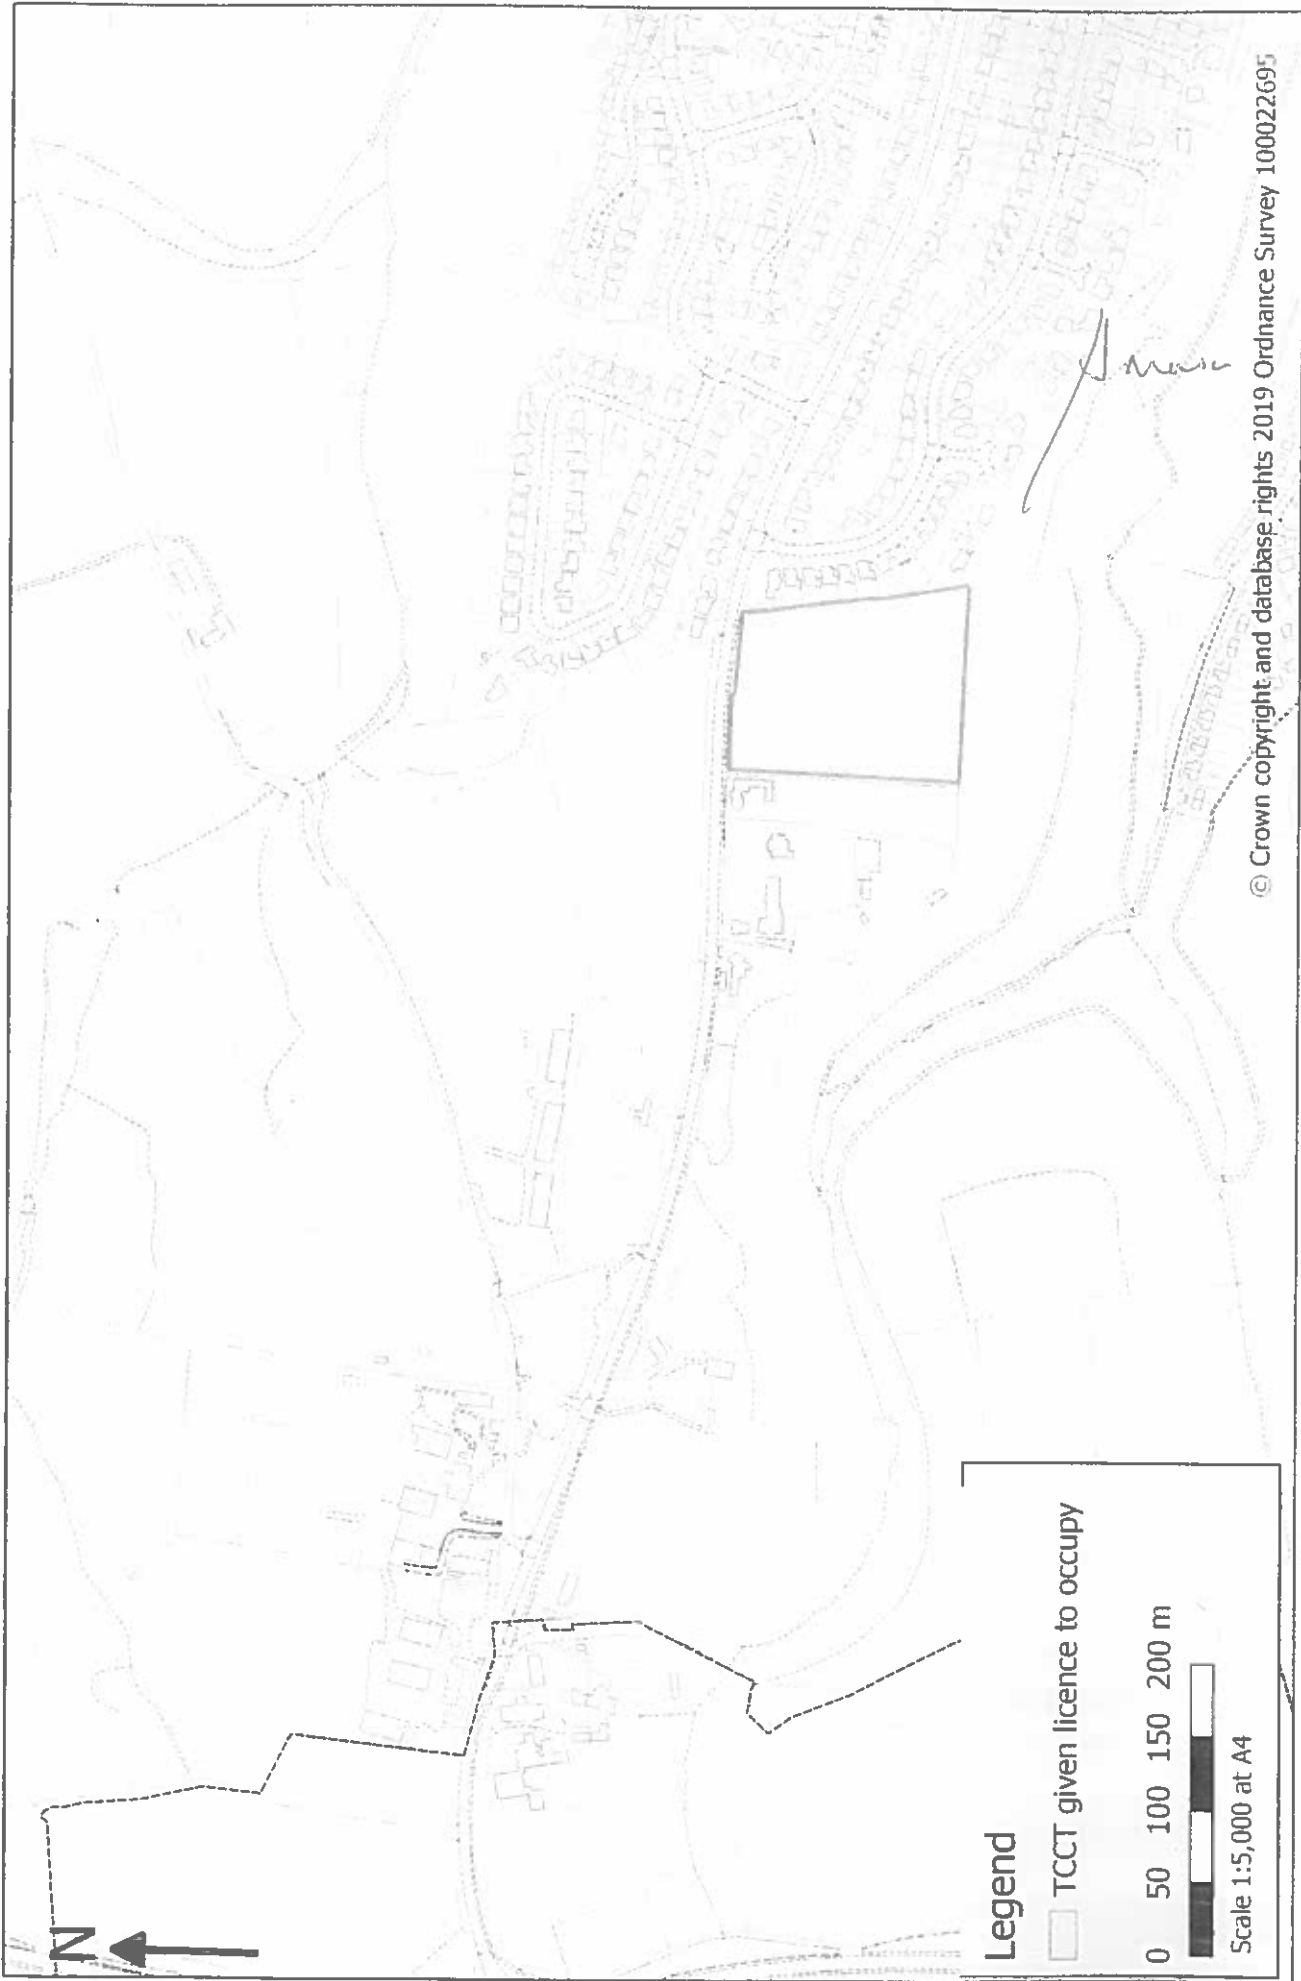 N
Legend
TCCT given licence to occupy
0 50 100 150 200 m
Scale 1:5,000 at A4
© Crown copyright and database rights 2019 Ordnance Survey 100022695